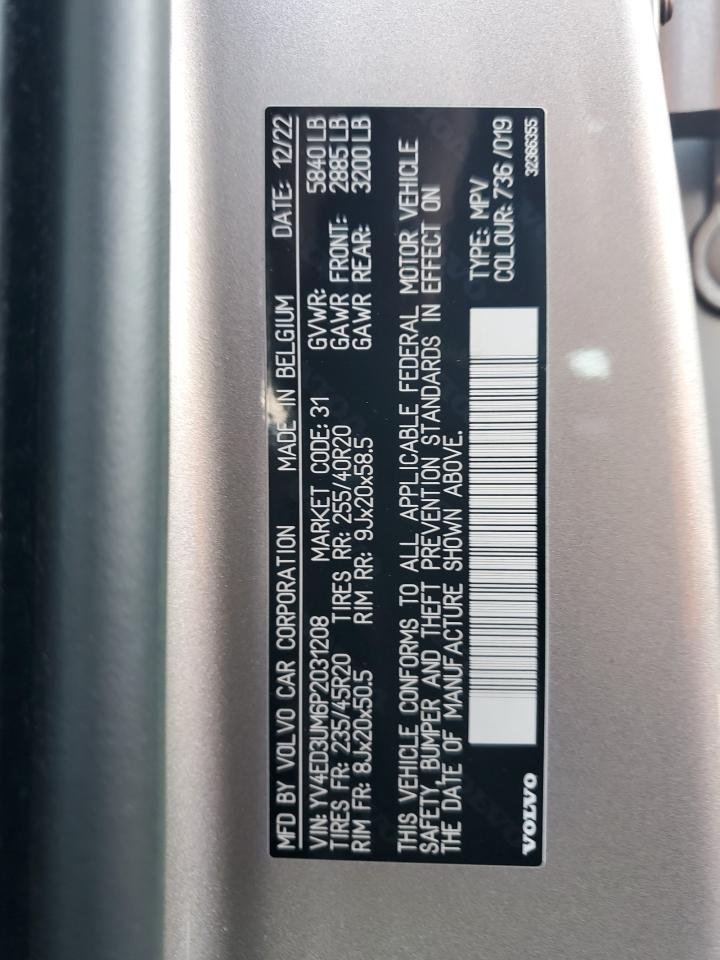 MFD BY VOLVO CAR CORPORATION MADE IN BELGIUM DATE: 12/22
VIN: YV4ED3UM6P2031208 MARKET CODE: 31 GVWR: 5840 LB
TIRES FR: 235/45R20 TIRES RR: 255/40R20 GAWR FRONT: 2885 LB
RIM FR: 8Jx20x50.5 RIM RR: 9Jx20x58.5 GAWR REAR: 3200 LB
THIS VEHICLE CONFORMS TO ALL APPLICABLE FEDERAL MOTOR VEHICLE
SAFETY, BUMPER AND THEFT PREVENTION STANDARDS IN EFFECT ON
THE DATE OF MANUFACTURE SHOWN ABOVE.
TYPE: MPV
COLOUR: 736 /019
VOLVO
32366355